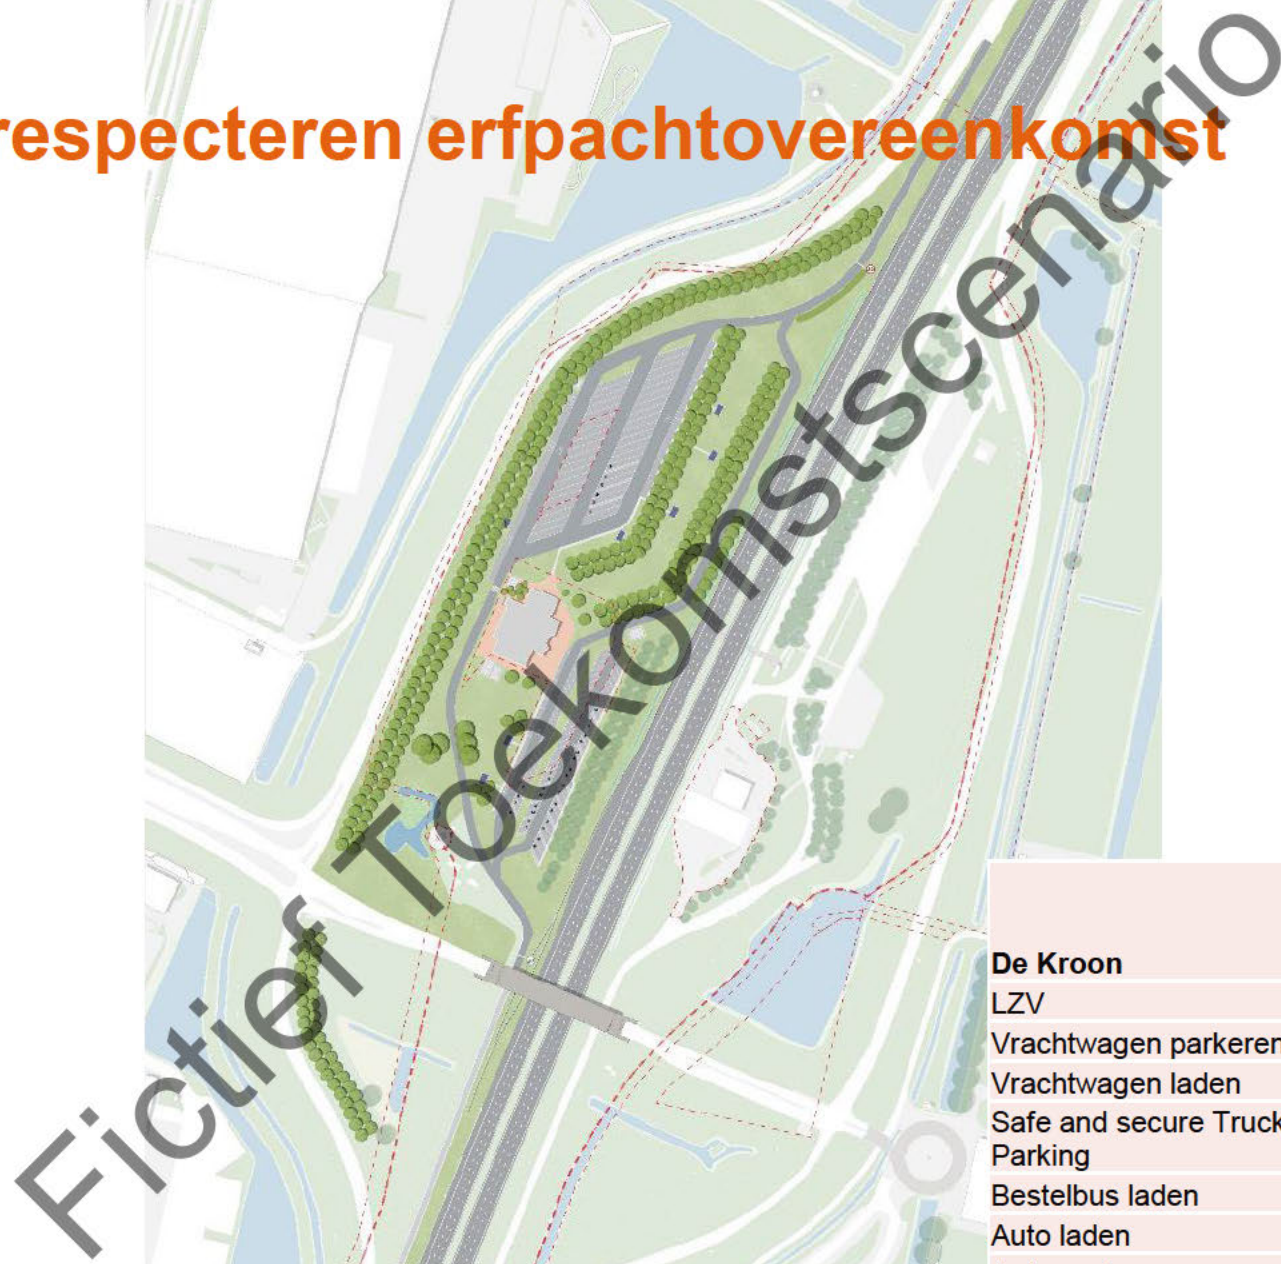 respecteren erfpachtovereenkomst
Fictief Toekomstscenario
De Kroon
LZV
Vrachtwagen parkeren
Vrachtwagen laden
Safe and secure Truck
Parking
Bestelbus laden
Auto laden